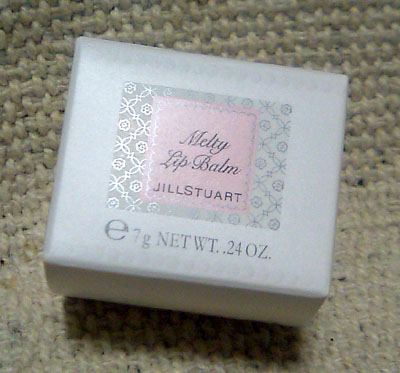 Melty
Lip Balm
JILLSTUART
℮ 7g NET WT. .24 OZ.